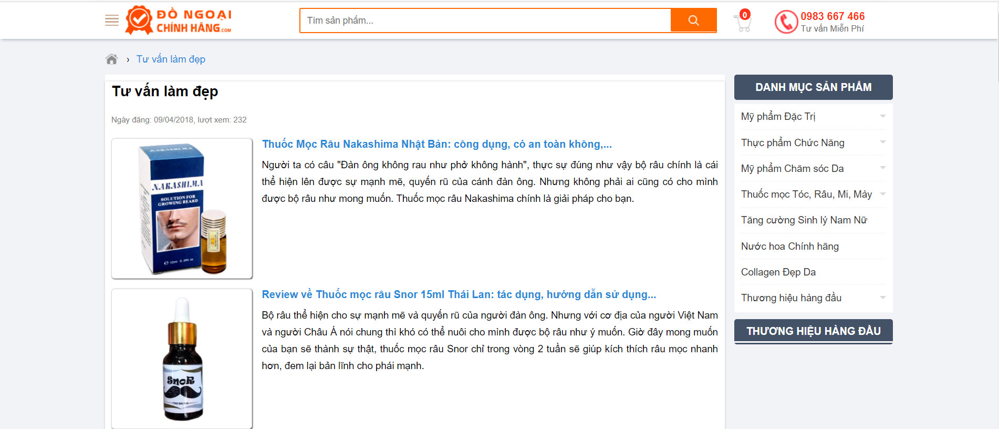 ĐỒ NGOẠI
CHÍNH HÃNG.COM
Tìm sản phẩm...
0
0983 667 466
Tư vấn Miễn Phí
› Tư vấn làm đẹp
Tư vấn làm đẹp
Ngày đăng: 09/04/2018, lượt xem: 232
NAKASHIMA
NAKASHIMA
SOLUTION FOR
GROWING BEARD
Thuốc Mọc Râu Nakashima Nhật Bản: công dụng, có an toàn không,...
Người ta có câu "Đàn ông không rau như phở không hành", thực sự đúng như vậy bộ râu chính là cái
thể hiện lên được sự mạnh mẽ, quyến rũ của cánh đàn ông. Nhưng không phải ai cũng có cho mình
được bộ râu như mong muốn. Thuốc mọc râu Nakashima chính là giải pháp cho bạn.
SnoR
Review về Thuốc mọc râu Snor 15ml Thái Lan: tác dụng, hướng dẫn sử dụng...
Bộ râu thể hiện cho sự mạnh mẽ và quyến rũ của người đàn ông. Nhưng với cơ địa của người Việt Nam
và người Châu Á nói chung thì khó có thể nuôi cho mình được bộ râu như ý muốn. Giờ đây mong muốn
của bạn sẽ thành sự thật, thuốc mọc râu Snor chỉ trong vòng 2 tuần sẽ giúp kích thích râu mọc nhanh
hơn, đem lại bản lĩnh cho phái mạnh.
DANH MỤC SẢN PHẨM
Mỹ phẩm Đặc Trị
Thực phẩm Chức Năng
Mỹ phẩm Chăm sóc Da
Thuốc mọc Tóc, Râu, Mi, Mày
Tăng cường Sinh lý Nam Nữ
Nước hoa Chính hãng
Collagen Đẹp Da
Thương hiệu hàng đầu
THƯƠNG HIỆU HÀNG ĐẦU